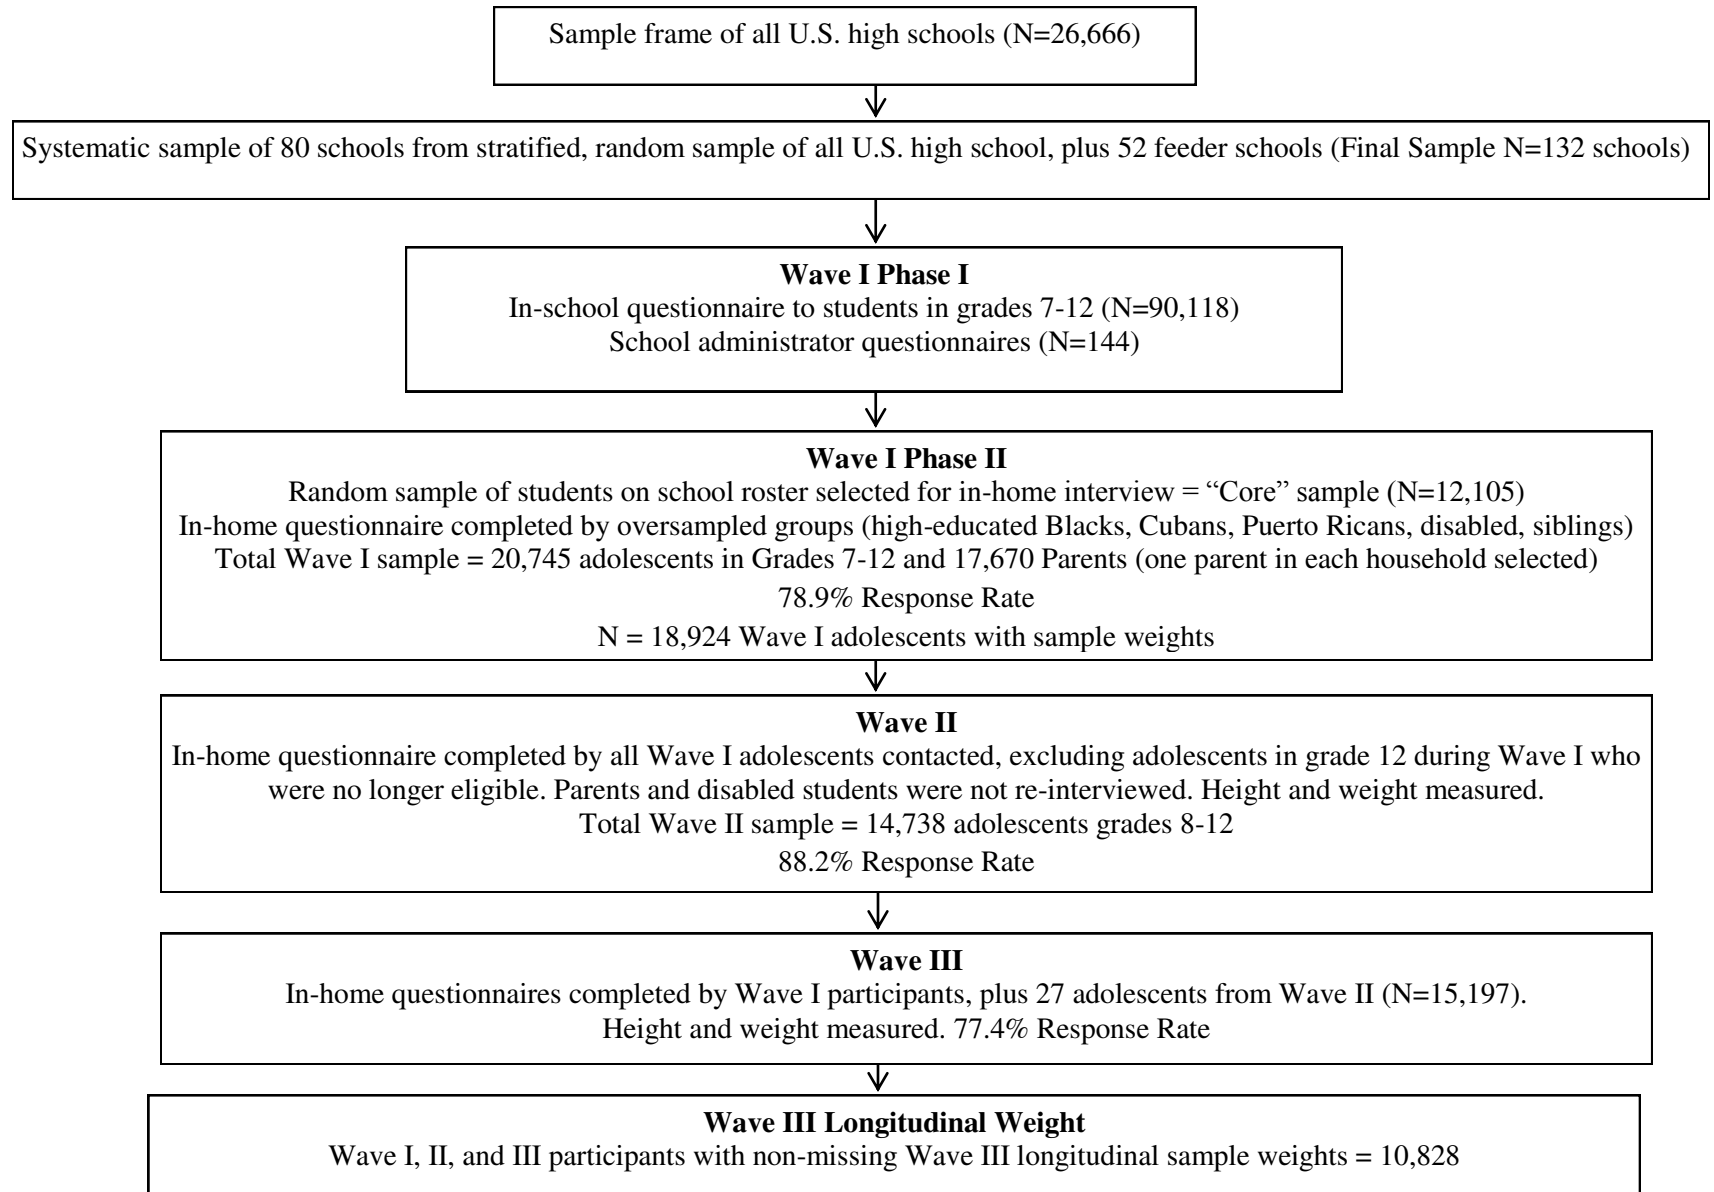 Sample frame of all U.S. high schools (N=26,666)
Systematic sample of 80 schools from stratified, random sample of all U.S. high school, plus 52 feeder schools (Final Sample N=132 schools)
Wave I Phase I
In-school questionnaire to students in grades 7-12 (N=90,118)
School administrator questionnaires (N=144)
Wave I Phase II
Random sample of students on school roster selected for in-home interview = “Core” sample (N=12,105)
In-home questionnaire completed by oversampled groups (high-educated Blacks, Cubans, Puerto Ricans, disabled, siblings)
Total Wave I sample = 20,745 adolescents in Grades 7-12 and 17,670 Parents (one parent in each household selected)
78.9% Response Rate
N = 18,924 Wave I adolescents with sample weights
Wave II
In-home questionnaire completed by all Wave I adolescents contacted, excluding adolescents in grade 12 during Wave I who
were no longer eligible. Parents and disabled students were not re-interviewed. Height and weight measured.
Total Wave II sample = 14,738 adolescents grades 8-12
88.2% Response Rate
Wave III
In-home questionnaires completed by Wave I participants, plus 27 adolescents from Wave II (N=15,197).
Height and weight measured. 77.4% Response Rate
Wave III Longitudinal Weight
Wave I, II, and III participants with non-missing Wave III longitudinal sample weights = 10,828